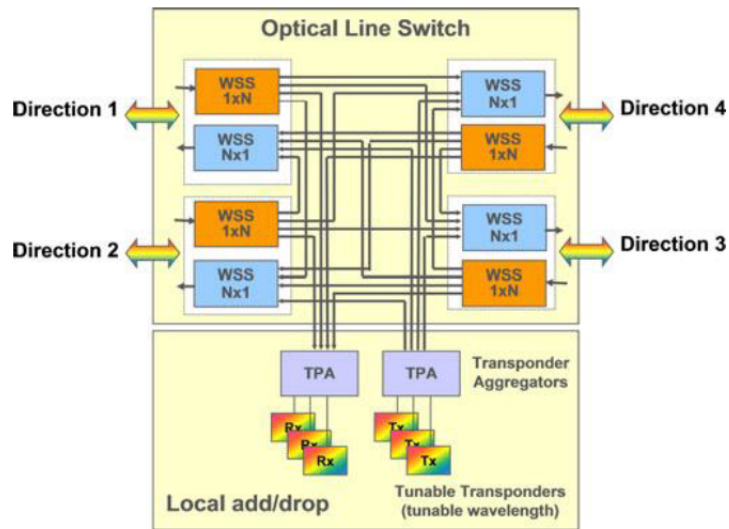 Optical Line Switch
Direction 1
WSS
1xN
WSS
Nx1
Direction 2
WSS
1xN
WSS
Nx1
WSS
Nx1
WSS
1xN
Direction 4
WSS
Nx1
WSS
1xN
Direction 3
TPA
TPA
Transponder
Aggregators
Rx
Rx
Rx
Tx
Tx
Tx
Local add/drop
Tunable Transponders
(tunable wavelength)